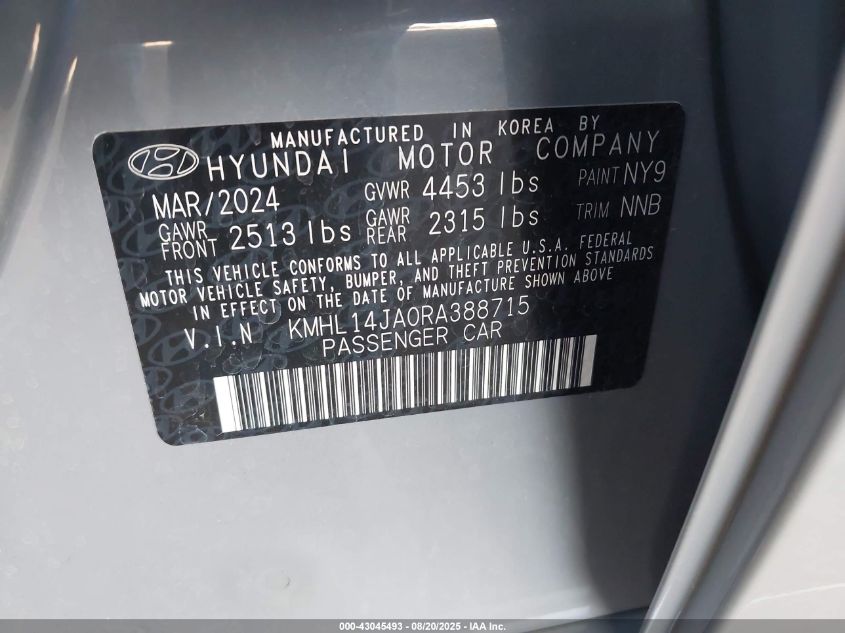 MANUFACTURED IN KOREA BY
HYUNDAI MOTOR COMPANY
MAR/2024 GVWR 4453 lbs PAINT NY9
GAWR FRONT 2513 lbs GAWR REAR 2315 lbs TRIM NNB
THIS VEHICLE CONFORMS TO ALL APPLICABLE U.S.A. FEDERAL
MOTOR VEHICLE SAFETY, BUMPER, AND THEFT PREVENTION STANDARDS
IN EFFECT ON THE DATE OF MANUFACTURE SHOWN ABOVE
V.I.N KMHL14JA0RA388715
PASSENGER CAR
000-43045493 - 08/20/2025 - IAA Inc.